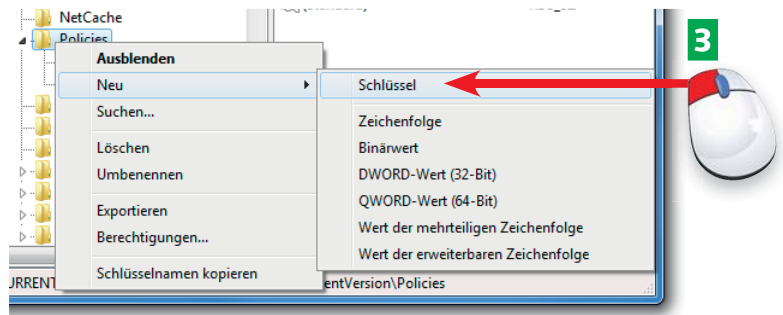 NetCache
Policies
3
Ausblenden
Neu
Suchen...
Löschen
Umbenennen
Exportieren
Berechtigungen...
Schlüsselnamen kopieren
Schlüssel
Zeichenfolge
Binärwert
DWORD-Wert (32-Bit)
QWORD-Wert (64-Bit)
Wert der mehrteiligen Zeichenfolge
Wert der erweiterbaren Zeichenfolge
entVersion\Policies